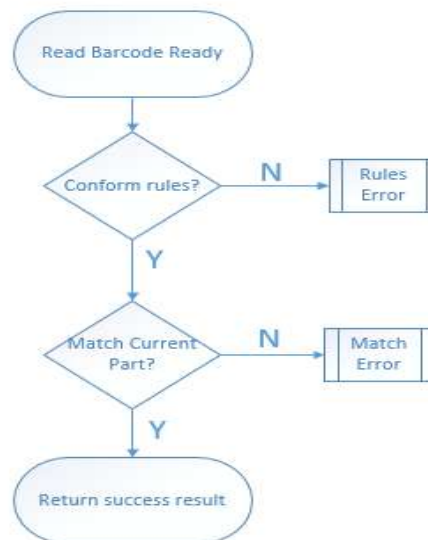 Read Barcode Ready
Conform rules?
N
Rules
Error
Y
Match Current
Part?
N
Match
Error
Y
Return success result